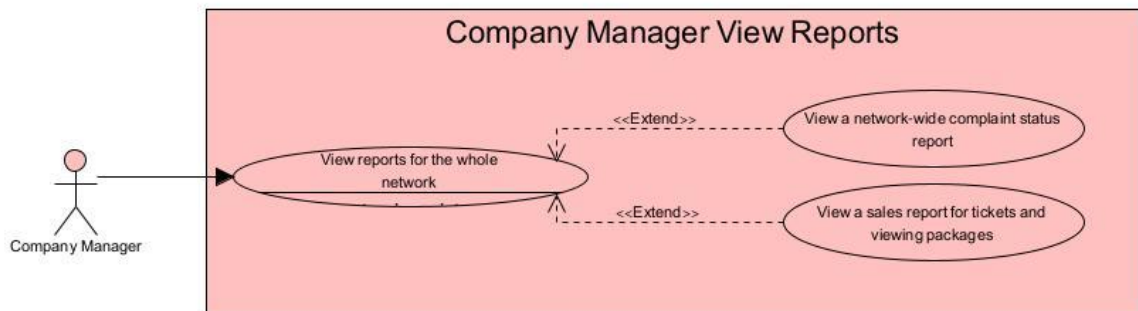 Company Manager View Reports
<<Extend>>
View a network-wide complaint status
report
View reports for the whole
network
<<Extend>>
View a sales report for tickets and
viewing packages
Company Manager